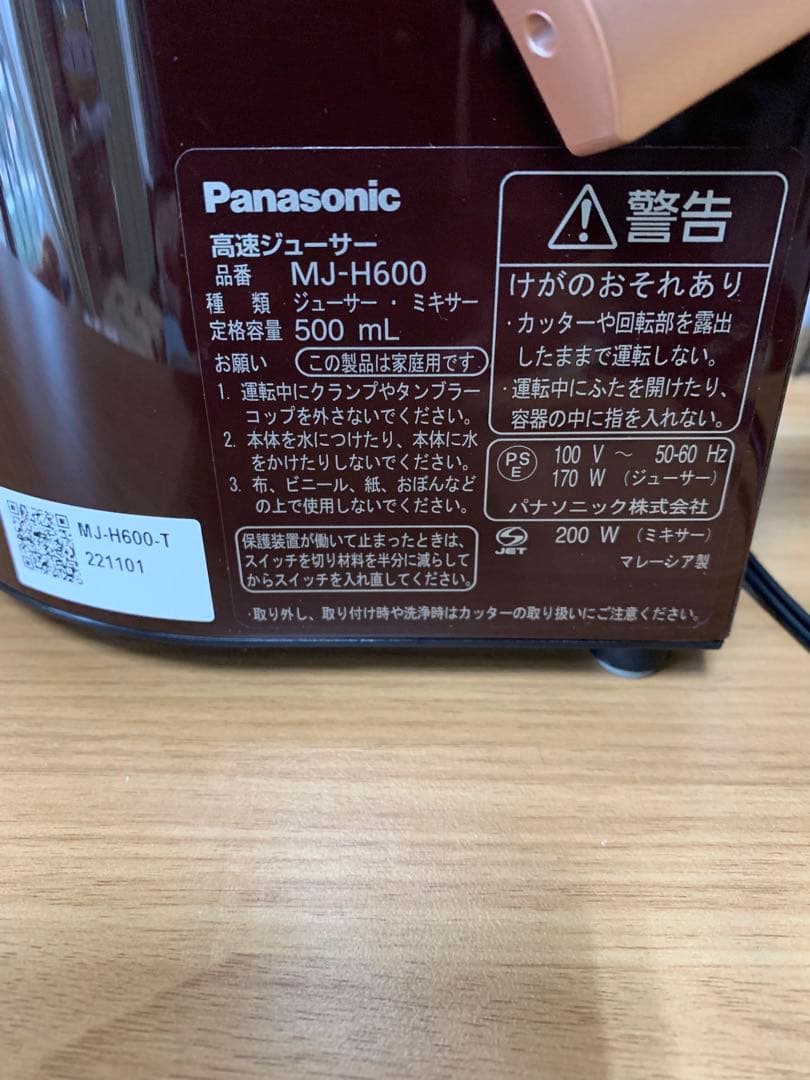 Panasonic
高速ジューサー
品番 MJ-H600
種類 ジューサー・ミキサー
定格容量 500 mL
お願い この製品は家庭用です。
1. 運転中にクランプやタンブラー
コップを外さないでください。
2. 本体を水につけたり、本体に水
をかけたりしないでください。
3. 布、ビニール、紙、おぼんなど
の上で使用しないでください。
保護装置が働いて止まったときは、
スイッチを切り材料を半分に減らして
からスイッチを入れ直してください。
警告
けがのおそれあり
・カッターや回転部を露出
したままで運転しない。
・運転中にふたを開けたり、
容器の中に指を入れない。
PS
E
100 V ～ 50-60 Hz
170 W (ジューサー)
パナソニック株式会社
JET 200 W (ミキサー)
マレーシア製
・取り外し、取り付け時や洗浄時はカッターの取り扱いにご注意ください。
MJ-H600-T
221101